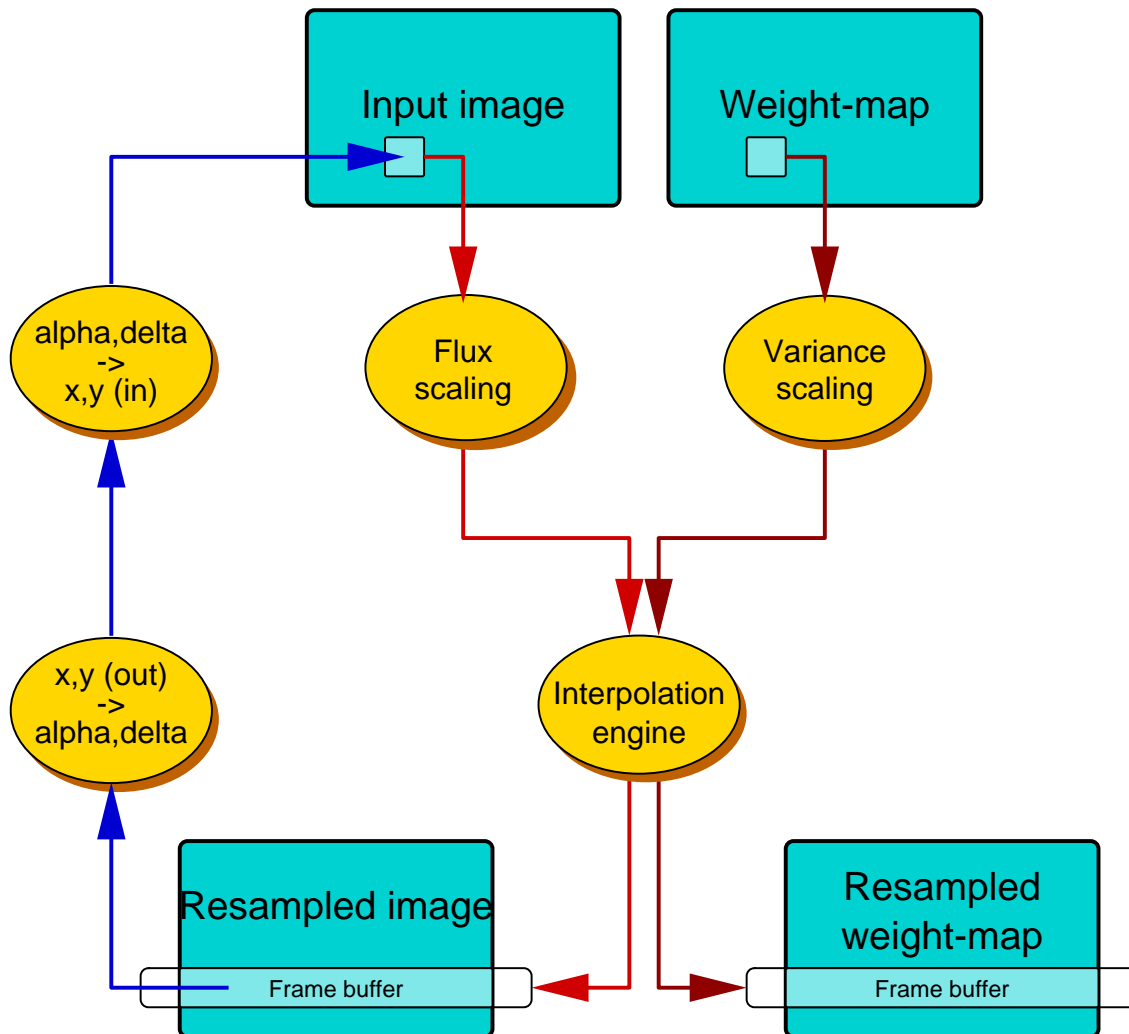 Input image
Weight-map
alpha,delta
->
x,y (in)
Flux
scaling
Variance
scaling
x,y (out)
->
alpha,delta
Interpolation
engine
Resampled image
Frame buffer
Resampled
weight-map
Frame buffer